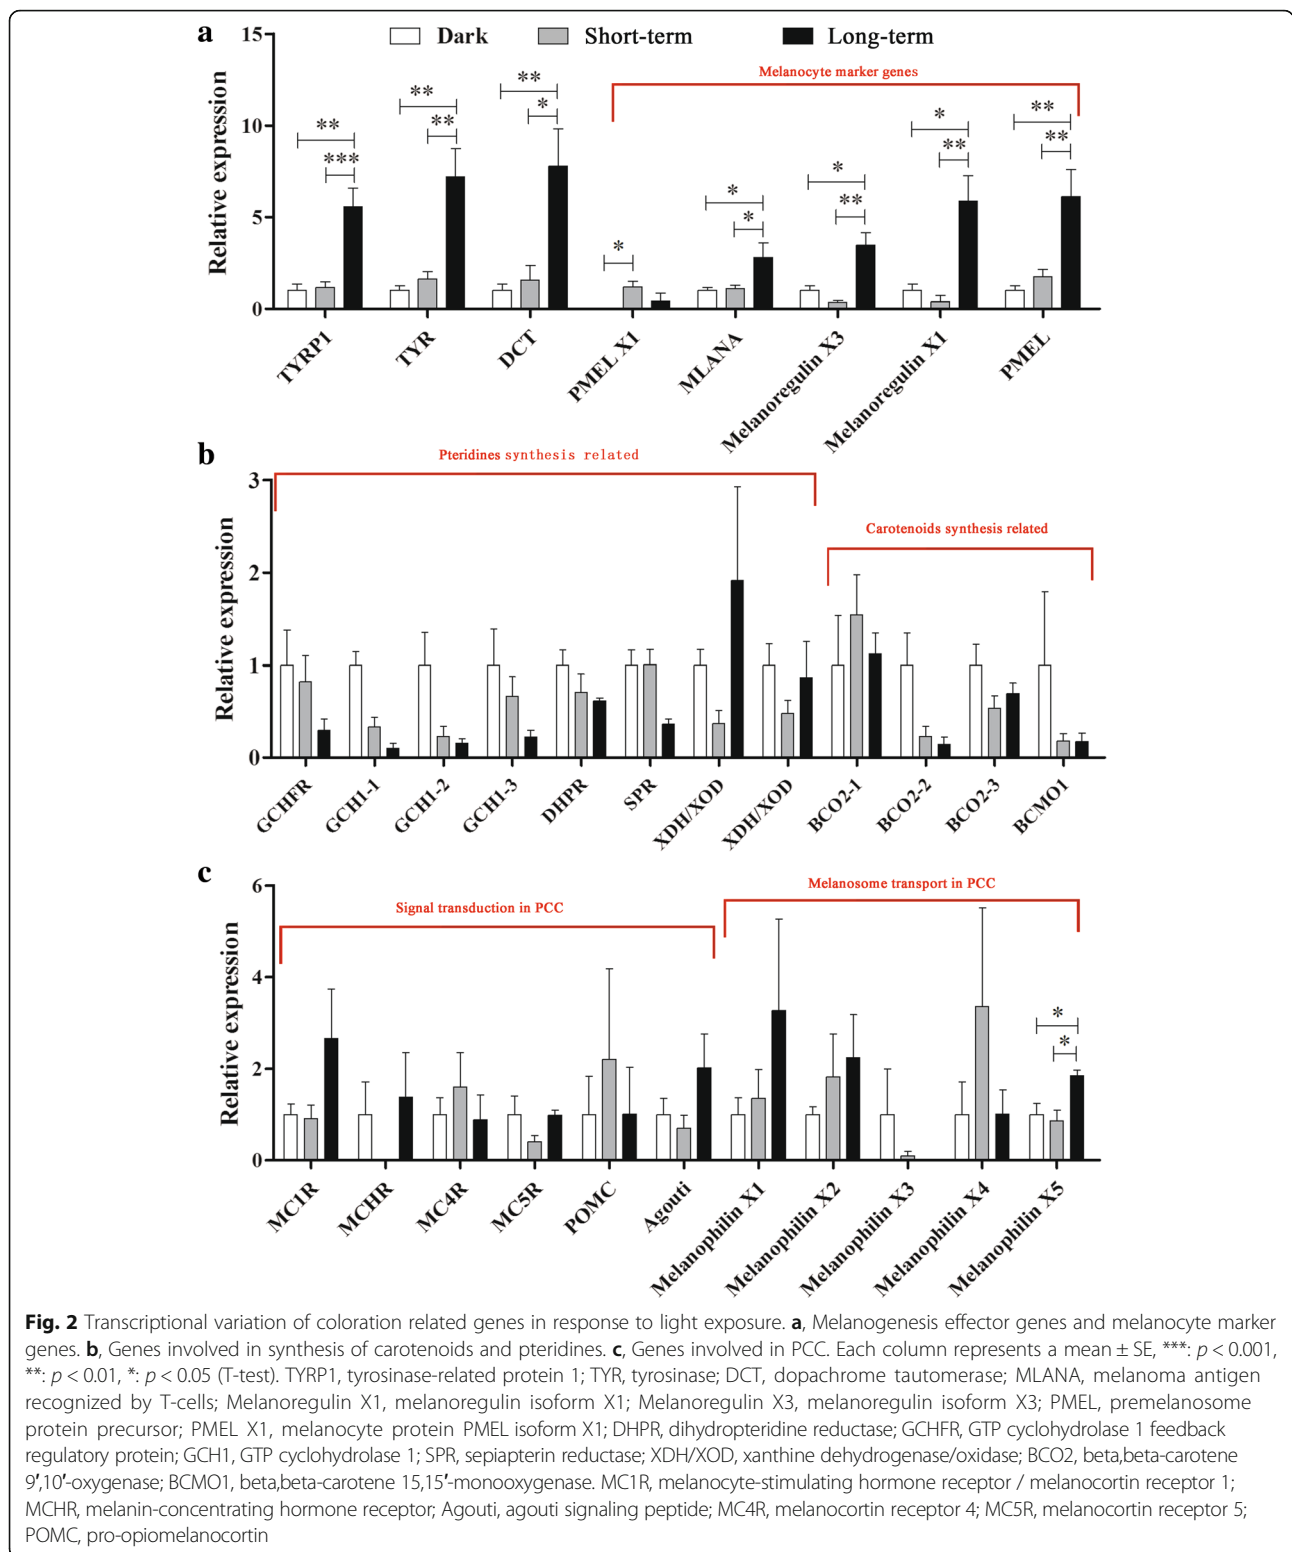 a
15
10
5
0
Relative expression
Dark
Short-term
Long-term
Melanocyte marker genes
**
***
**
**
**
*
*
*
*
*
**
*
**
**
**
TYRP1
TYR
DCT
PMEL X1
MLANA
Melanoregulin X3
Melanoregulin X1
PMEL
b
Pteridines synthesis related
Carotenoids synthesis related
3
2
1
0
Relative expression
GCHFR
GCH1-1
GCH1-2
GCH1-3
DHPR
SPR
XDH/XOD
XDH/XOD
BCO2-1
BCO2-2
BCO2-3
BCMO1
c
Signal transduction in PCC
Melanosome transport in PCC
6
4
2
0
Relative expression
*
*
MC1R
MCHR
MC4R
MC5R
POMC
Agouti
Melanophilin X1
Melanophilin X2
Melanophilin X3
Melanophilin X4
Melanophilin X5
Fig. 2 Transcriptional variation of coloration related genes in response to light exposure. a, Melanogenesis effector genes and melanocyte marker
genes. b, Genes involved in synthesis of carotenoids and pteridines. c, Genes involved in PCC. Each column represents a mean ± SE, ***: p < 0.001,
**: p < 0.01, *: p < 0.05 (T-test). TYRP1, tyrosinase-related protein 1; TYR, tyrosinase; DCT, dopachrome tautomerase; MLANA, melanoma antigen
recognized by T-cells; Melanoregulin X1, melanoregulin isoform X1; Melanoregulin X3, melanoregulin isoform X3; PMEL, premelanosome
protein precursor; PMEL X1, melanocyte protein PMEL isoform X1; DHPR, dihydropteridine reductase; GCHFR, GTP cyclohydrolase 1 feedback
regulatory protein; GCH1, GTP cyclohydrolase 1; SPR, sepiapterin reductase; XDH/XOD, xanthine dehydrogenase/oxidase; BCO2, beta,beta-carotene
9′,10′-oxygenase; BCMO1, beta,beta-carotene 15,15′-monooxygenase. MC1R, melanocyte-stimulating hormone receptor / melanocortin receptor 1;
MCHR, melanin-concentrating hormone receptor; Agouti, agouti signaling peptide; MC4R, melanocortin receptor 4; MC5R, melanocortin receptor 5;
POMC, pro-opiomelanocortin